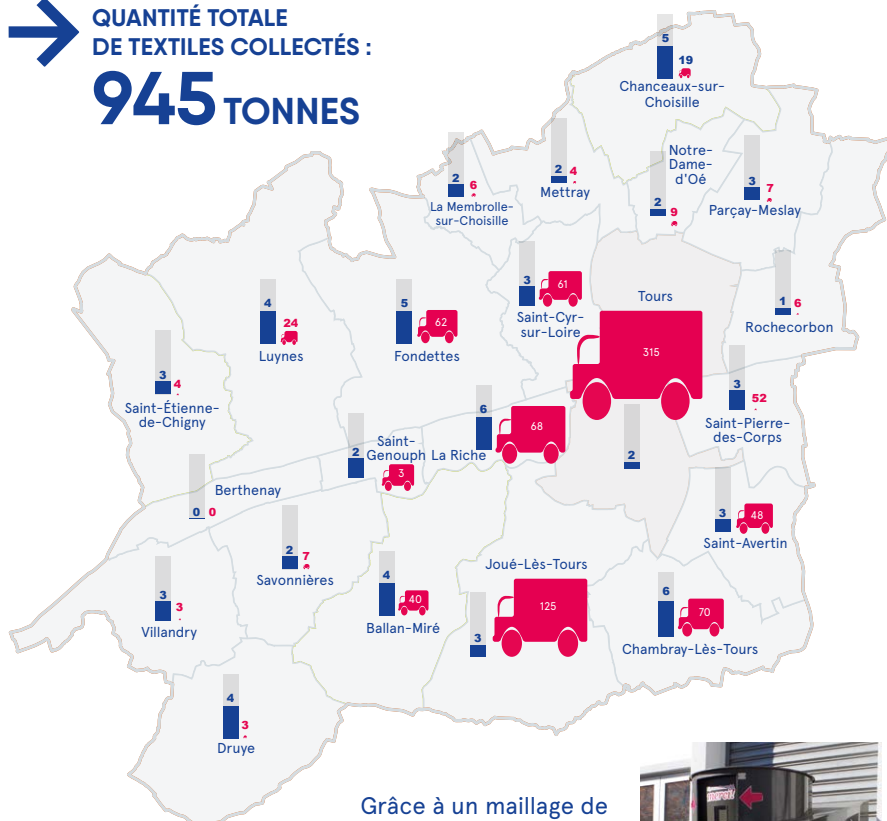 QUANTITÉ TOTALE
DE TEXTILES COLLECTÉS :
945 TONNES
5
19
Chanceaux-sur-
Choisille
2
6
La Membrolle-
sur-Choisille
2
4
Mettray
Notre-
Dame-
d'Oé
2
9
3
7
Parçay-Meslay
4
24
Luynes
5
62
Fondettes
3
61
Saint-Cyr-
sur-Loire
Tours
315
2
1
6
Rochecorbon
3
4
Saint-Étienne-
de-Chigny
6
68
La Riche
3
52
Saint-Pierre-
des-Corps
2
Saint-
Genouph
3
Berthenay
0
0
3
48
Saint-Avertin
2
7
Savonnières
3
3
Villandry
4
40
Ballan-Miré
Joué-Lès-Tours
3
125
6
70
Chambray-Lès-Tours
4
3
Druye
Grâce à un maillage de